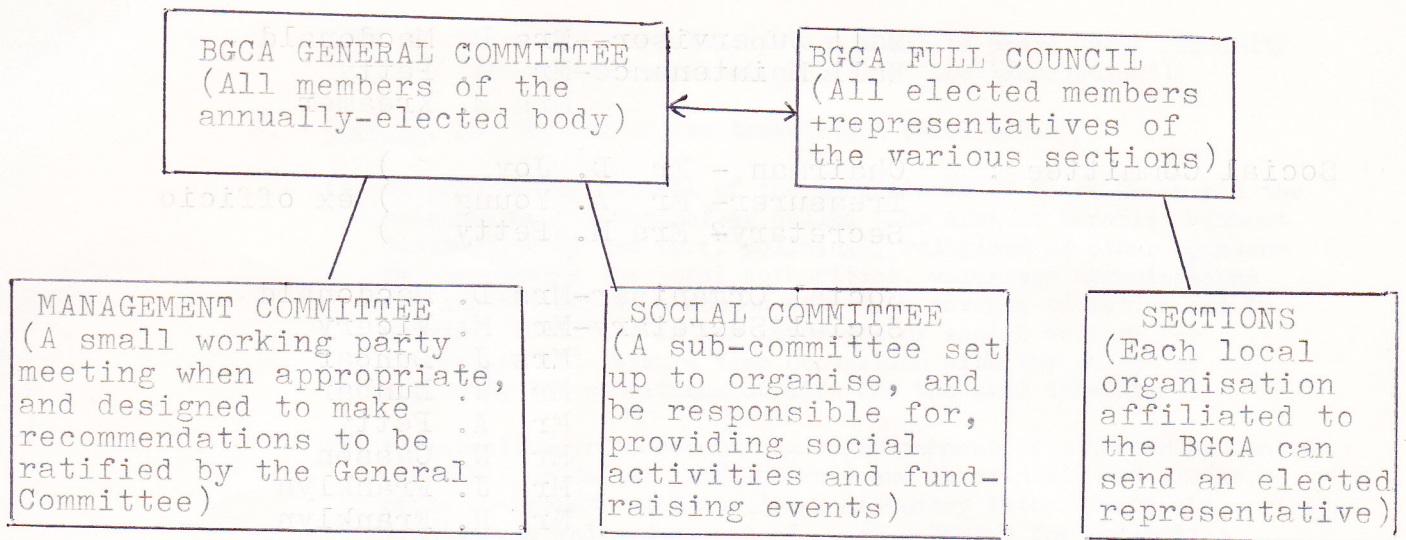 BGCA GENERAL COMMITTEE
(All members of the
annually-elected body)
BGCA FULL COUNCIL
(All elected members
+representatives of
the various sections)
MANAGEMENT COMMITTEE
(A small working party
meeting when appropriate,
and designed to make
recommendations to be
ratified by the General
Committee)
SOCIAL COMMITTEE
(A sub-committee set
up to organise, and
be responsible for,
providing social
activities and fund-
raising events)
SECTIONS
(Each local
organisation
affiliated to
the BGCA can
send an elected
representative)